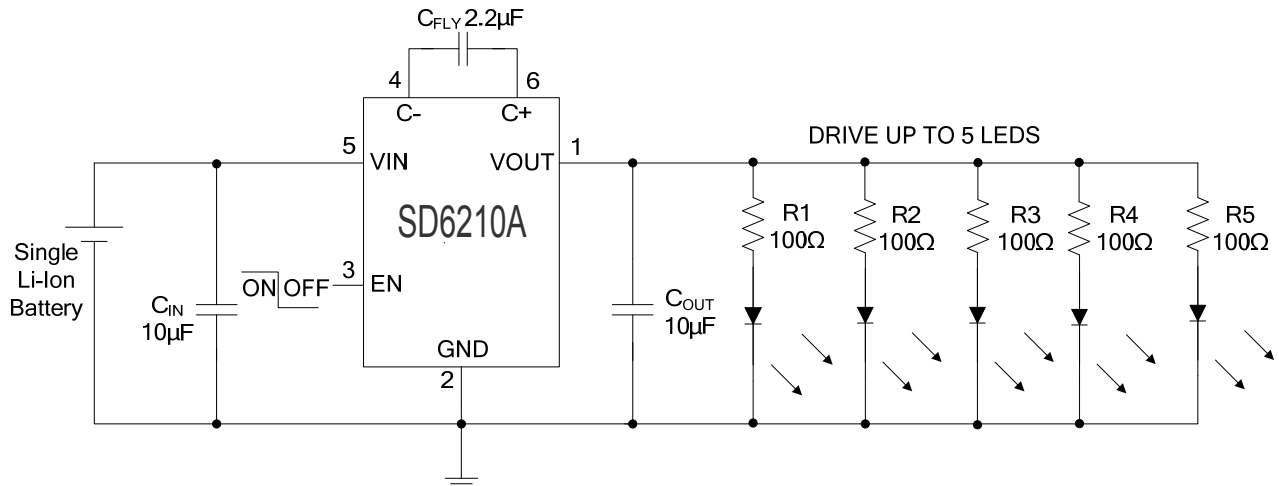 CFLY 2.2µF
4
6
C-
C+
DRIVE UP TO 5 LEDS
5
VIN
VOUT
1
SD6210A
R1
100Ω
R2
100Ω
R3
100Ω
R4
100Ω
R5
100Ω
Single
Li-Ion
Battery
CIN
10µF
ON OFF
3
EN
COUT
10µF
GND
2